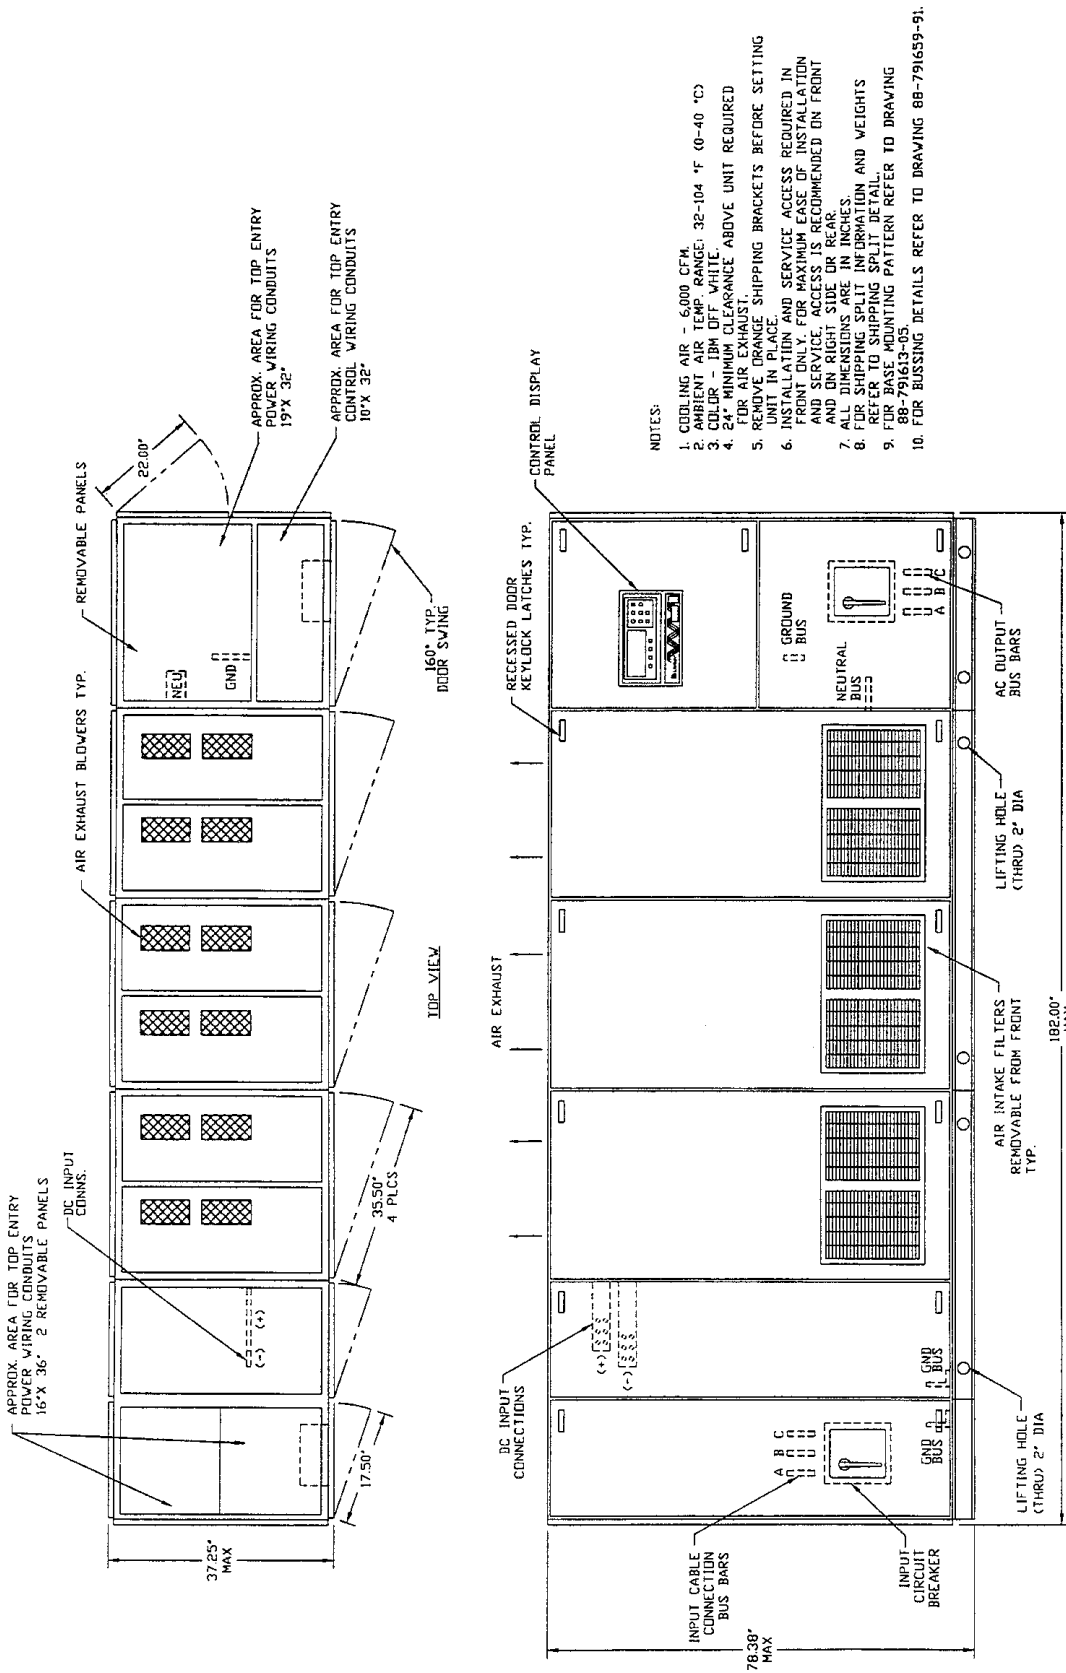 APPROX. AREA FOR TOP ENTRY
POWER WIRING CONDUITS
16"X 36" 2 REMOVABLE PANELS
DC INPUT
CONNS.
AIR EXHAUST BLOWERS TYP.
REMOVABLE PANELS
22.00"
APPROX. AREA FOR TOP ENTRY
POWER WIRING CONDUITS
19"X 32"
APPROX. AREA FOR TOP ENTRY
CONTROL WIRING CONDUITS
10"X 32"
37.25"
MAX
(-) (+)
NEU
GND
17.50"
35.50"
4 PLCS
160° TYP.
DOOR SWING
TOP VIEW
AIR EXHAUST
RECESSED DOOR
KEYLOCK LATCHES TYP.
CONTROL DISPLAY
PANEL
DC INPUT
CONNECTIONS
(+)
(-)
INPUT CABLE
CONNECTION
BUS BARS
A B C
INPUT
CIRCUIT
BREAKER
GND
BUS
GND
BUS
GROUND
BUS
NEUTRAL
BUS
A B C
AC OUTPUT
BUS BARS
78.38"
MAX
LIFTING HOLE
(THRU) 2" DIA
AIR INTAKE FILTERS
REMOVABLE FROM FRONT
TYP.
LIFTING HOLE
(THRU) 2" DIA
182.00"
MAX
NOTES:
1. COOLING AIR - 6,000 CFM.
2. AMBIENT AIR TEMP. RANGE: 32-104 °F (0-40 °C)
3. COLOR - IBM OFF WHITE.
4. 24" MINIMUM CLEARANCE ABOVE UNIT REQUIRED
FOR AIR EXHAUST.
5. REMOVE ORANGE SHIPPING BRACKETS BEFORE SETTING
UNIT IN PLACE.
6. INSTALLATION AND SERVICE ACCESS REQUIRED IN
FRONT ONLY. FOR MAXIMUM EASE OF INSTALLATION
AND SERVICE, ACCESS IS RECOMMENDED ON FRONT
AND ON RIGHT SIDE OR REAR.
7. ALL DIMENSIONS ARE IN INCHES.
8. FOR SHIPPING SPLIT INFORMATION AND WEIGHTS
REFER TO SHIPPING SPLIT DETAIL.
9. FOR BASE MOUNTING PATTERN REFER TO DRAWING
88-791613-05.
10. FOR BUSSING DETAILS REFER TO DRAWING 88-791659-91.